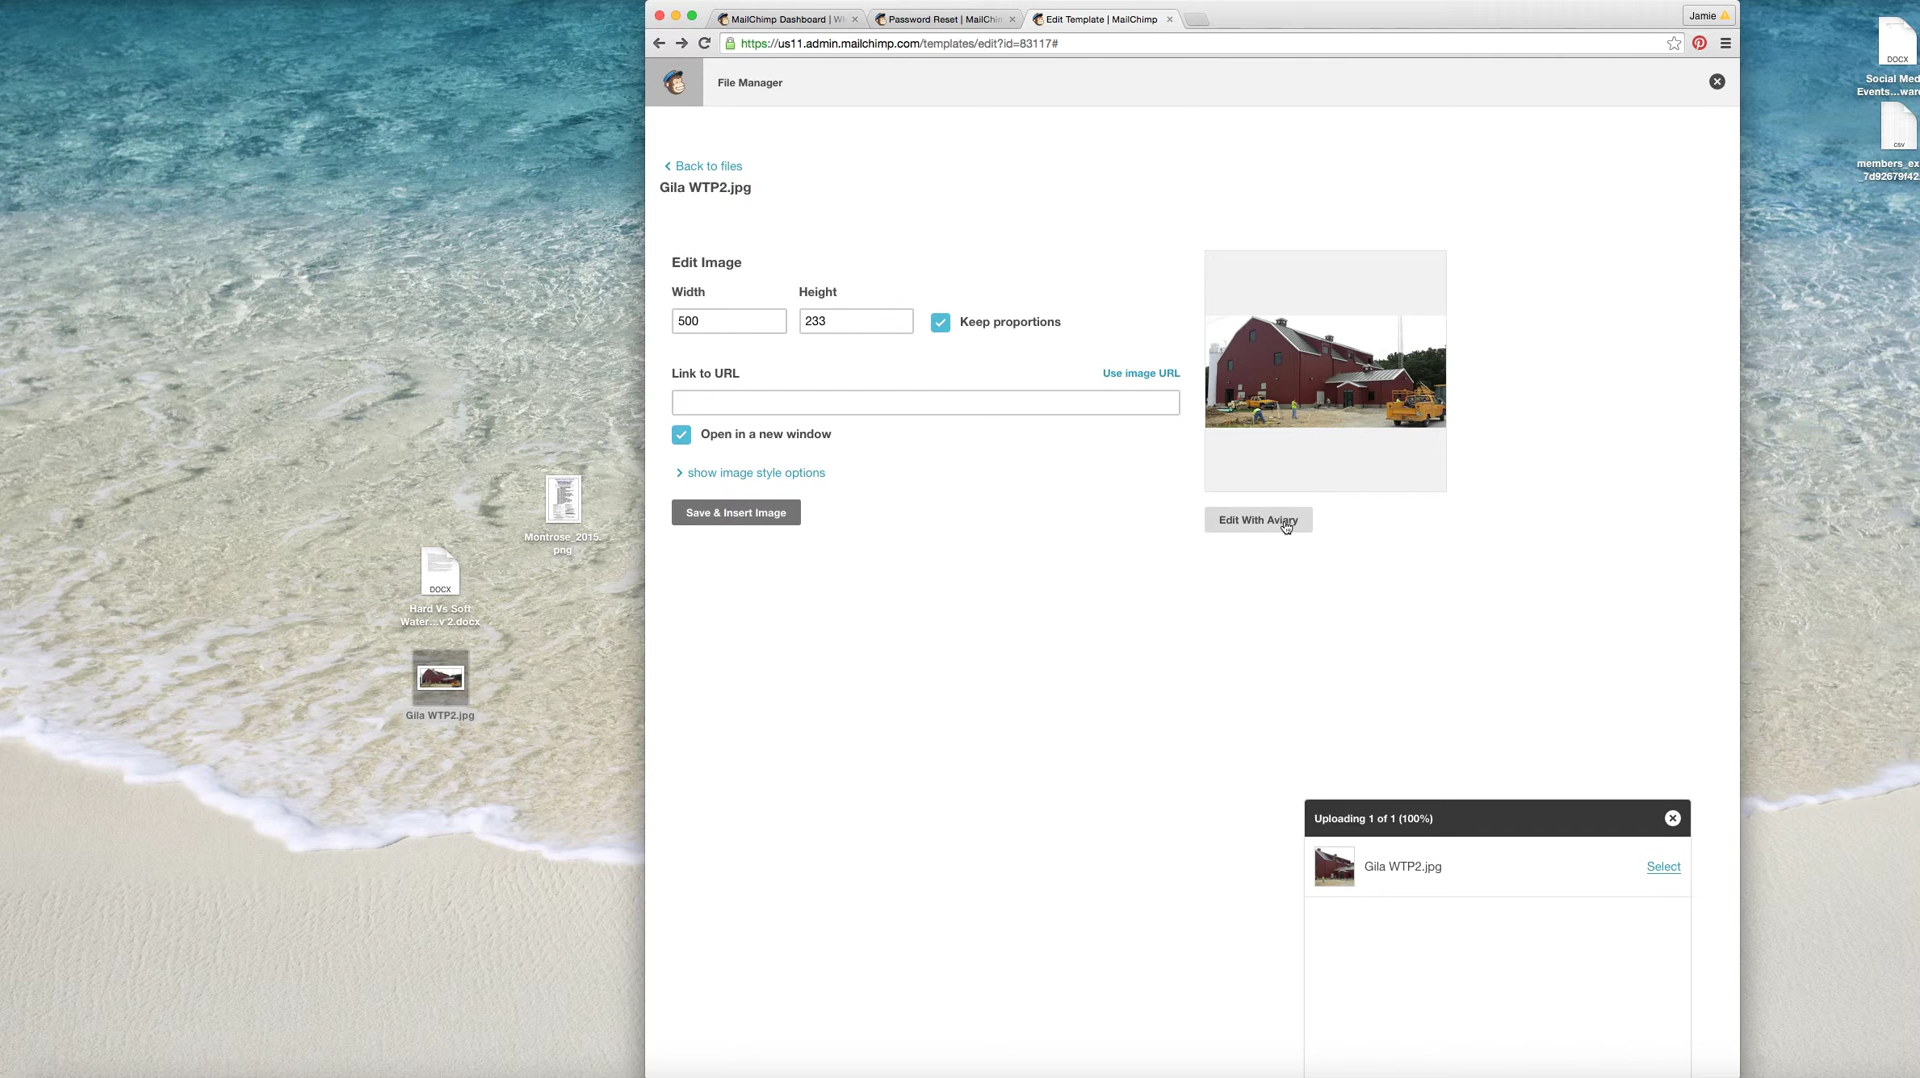 MailChimp Dashboard | W
Password Reset | MailChim
Edit Template | MailChimp
Jamie
https://us11.admin.mailchimp.com/templates/edit?id=83117#
File Manager
Back to files
Gila WTP2.jpg
Edit Image
Width
Height
500
233
Keep proportions
Link to URL
Use image URL
Open in a new window
show image style options
Save & Insert Image
Edit With Aviary
Uploading 1 of 1 (100%)
Gila WTP2.jpg
Select
Montrose_2015.
png
DOCX
Hard Vs Soft
Water...v 2.docx
Gila WTP2.jpg
DOCX
Social Med
Events...ware
CSV
members_ex
_7d92679f42